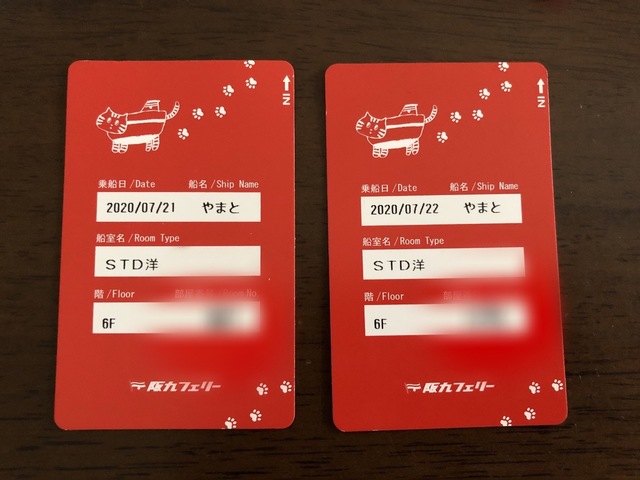 IN
乗船日/Date 船名/Ship Name
2020/07/21 やまと
船室名/Room Type
STD洋
階/Floor
6F
阪九フェリー
IN
乗船日/Date 船名/Ship Name
2020/07/22 やまと
船室名/Room Type
STD洋
階/Floor
6F
阪九フェリー